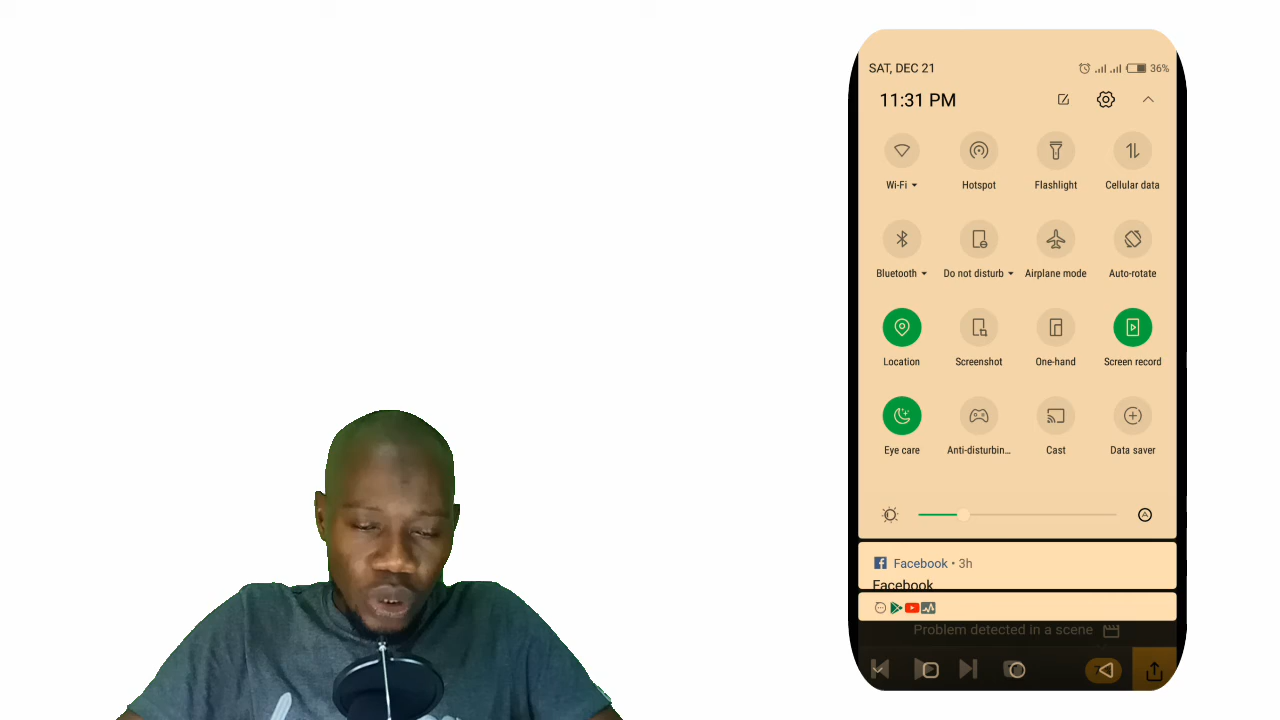 SAT, DEC 21
36%
11:31 PM
Wi-Fi
Hotspot
Flashlight
Cellular data
Bluetooth
Do not disturb
Airplane mode
Auto-rotate
Location
Screenshot
One-hand
Screen record
Eye care
Anti-disturbin...
Cast
Data saver
Facebook • 3h
Facebook
Problem detected in a scene